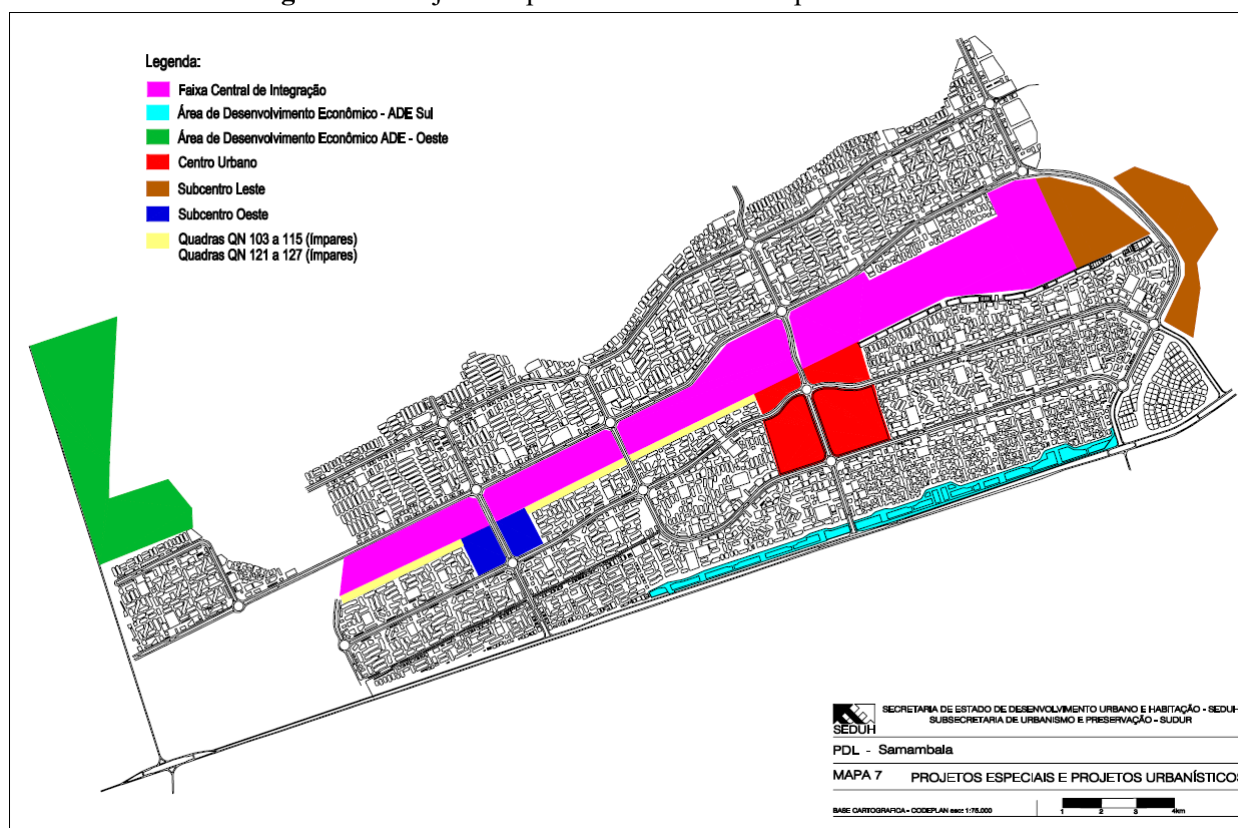 Legenda:
Faixa Central de Integração
Área de Desenvolvimento Econômico - ADE Sul
Área de Desenvolvimento Econômico ADE - Oeste
Centro Urbano
Subcentro Leste
Subcentro Oeste
Quadras QN 103 a 115 (ímpares)
Quadras QN 121 a 127 (ímpares)
SEDUH
SECRETARIA DE ESTADO DE DESENVOLVIMENTO URBANO E HABITAÇÃO - SEDUH
SUBSECRETARIA DE URBANISMO E PRESERVAÇÃO - SUDUR
PDL - Samambaia
MAPA 7 PROJETOS ESPECIAIS E PROJETOS URBANÍSTICOS
BASE CARTOGRAFICA - CODEPLAN esc: 1:75.000
1 2 3 4km